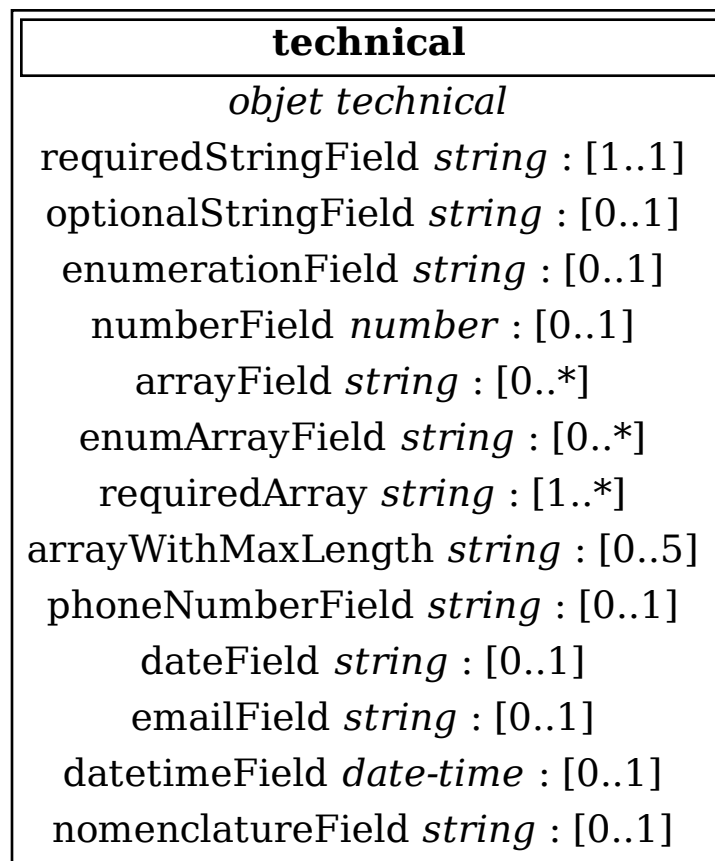 technical
objet technical
requiredStringField string : [1..1]
optionalStringField string : [0..1]
enumerationField string : [0..1]
numberField number : [0..1]
arrayField string : [0..*]
enumArrayField string : [0..*]
requiredArray string : [1..*]
arrayWithMaxLength string : [0..5]
phoneNumberField string : [0..1]
dateField string : [0..1]
emailField string : [0..1]
datetimeField date-time : [0..1]
nomenclatureField string : [0..1]